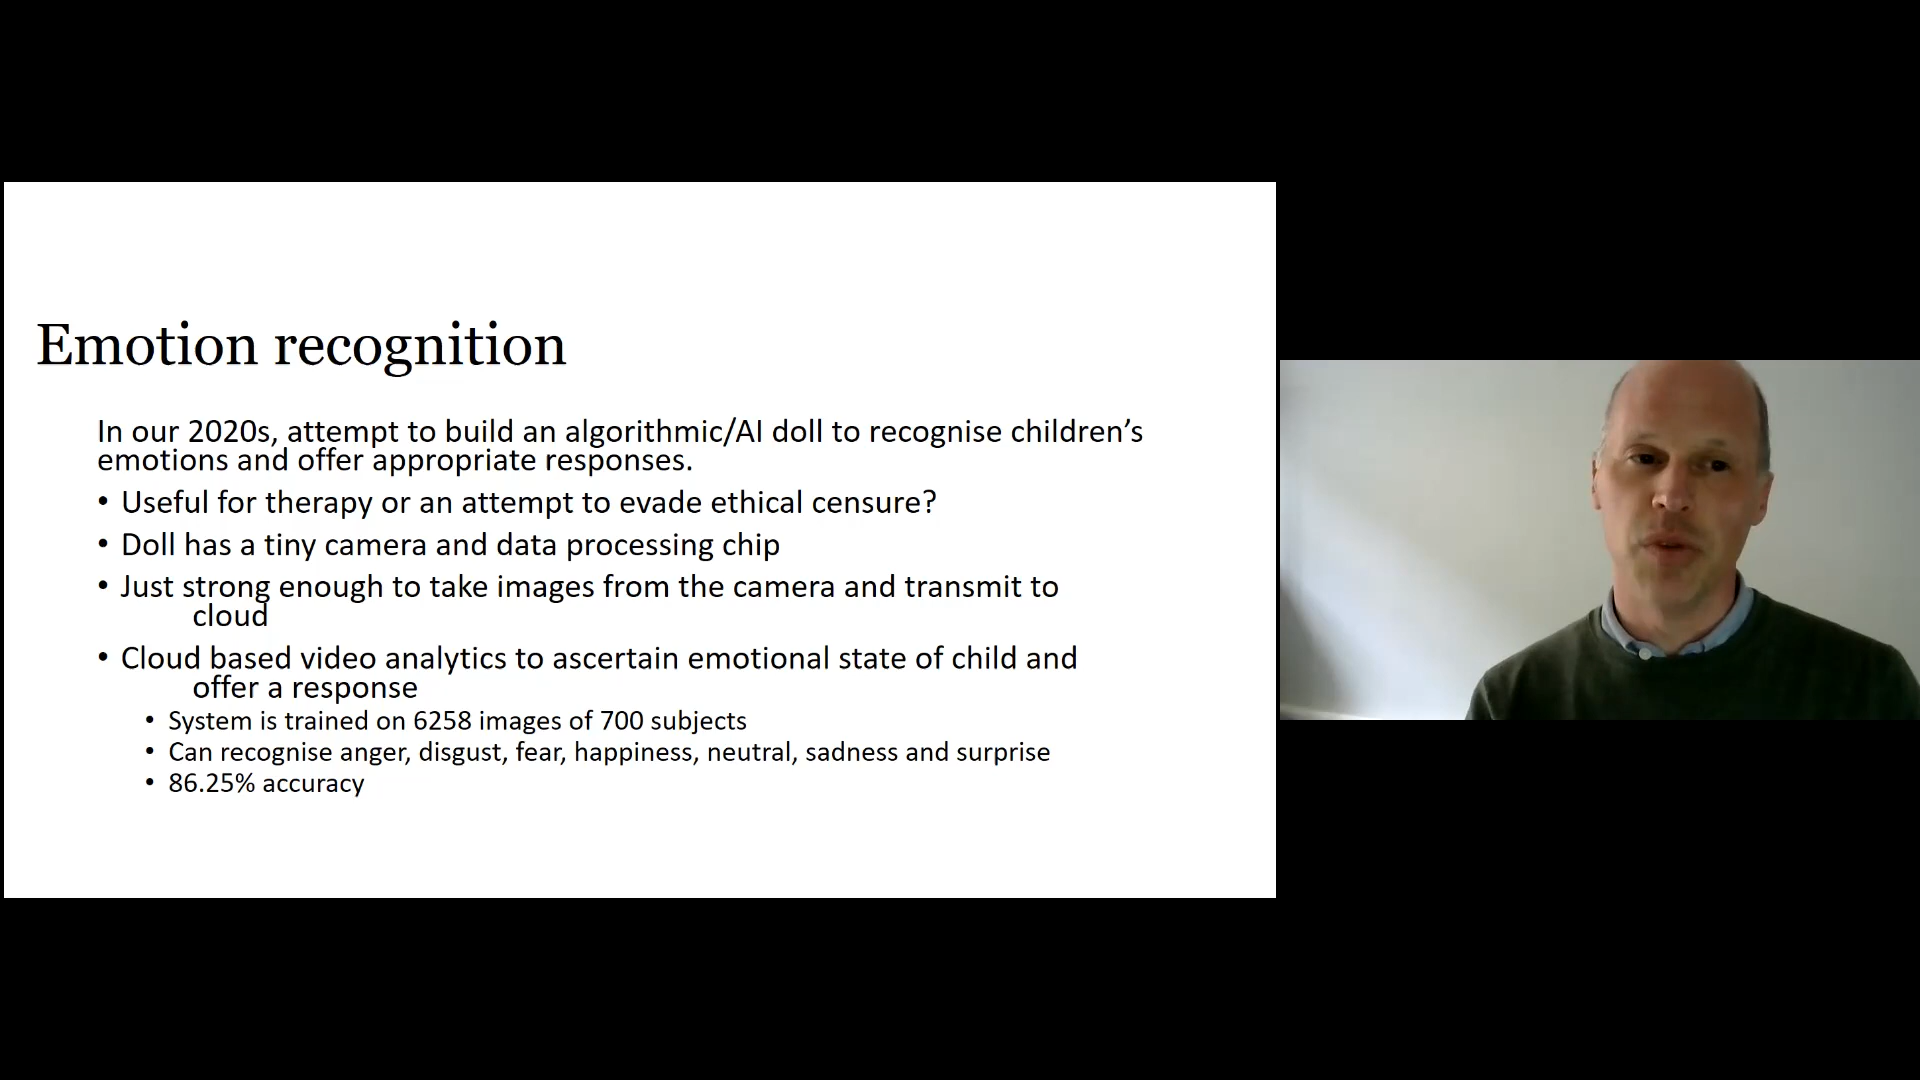 Emotion recognition
In our 2020s, attempt to build an algorithmic/AI doll to recognise children’s
emotions and offer appropriate responses.
• Useful for therapy or an attempt to evade ethical censure?
• Doll has a tiny camera and data processing chip
• Just strong enough to take images from the camera and transmit to
cloud
• Cloud based video analytics to ascertain emotional state of child and
offer a response
• System is trained on 6258 images of 700 subjects
• Can recognise anger, disgust, fear, happiness, neutral, sadness and surprise
• 86.25% accuracy